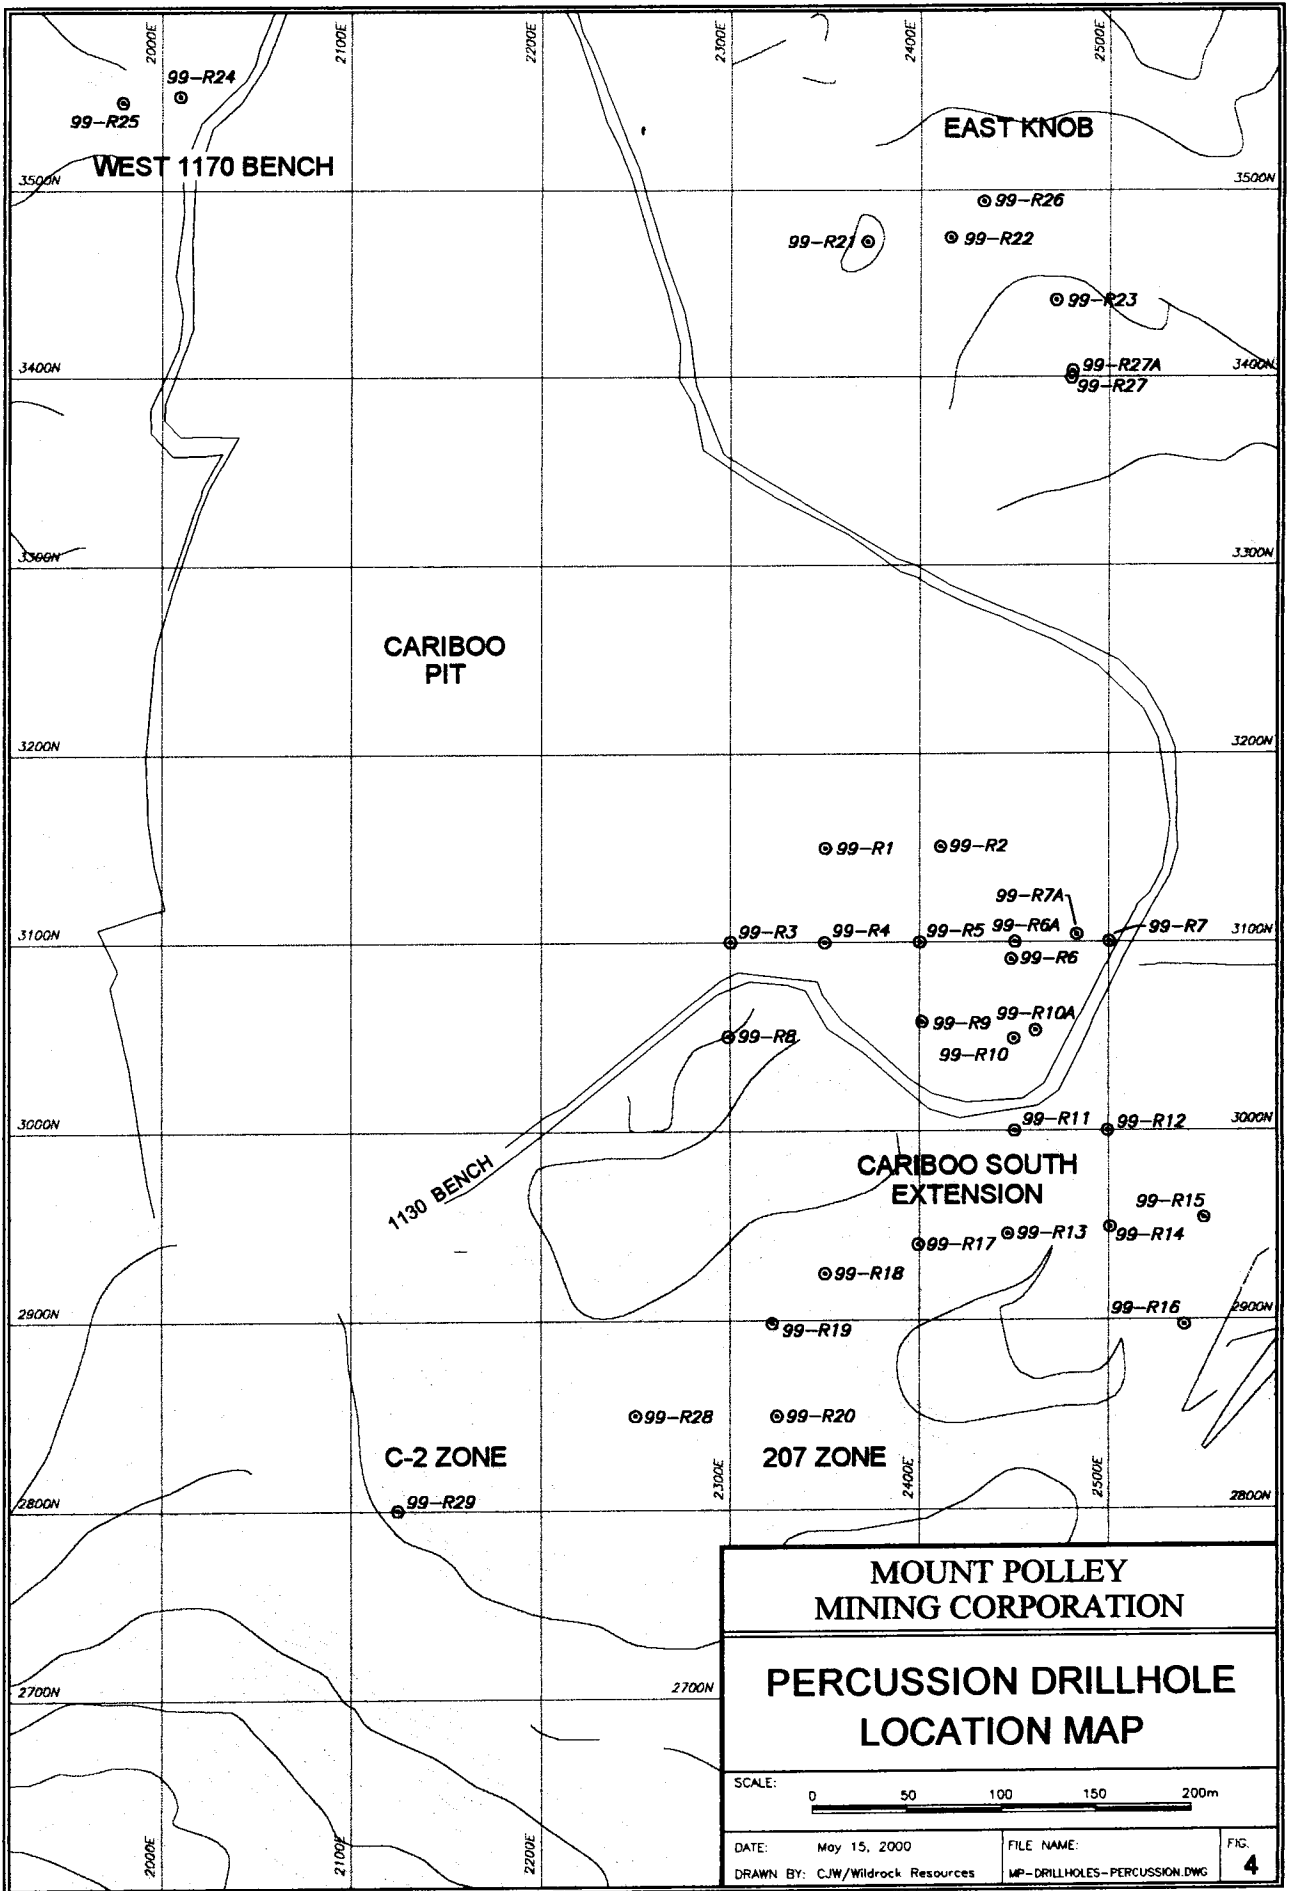 2000E
2100E
2200E
2300E
2400E
2500E
99-R24
99-R25
WEST 1170 BENCH
EAST KNOB
3500N
3500N
99-R26
99-R21
99-R22
99-R23
99-R27A
99-R27
3400N
3400N
3300N
3300N
CARIBOO
PIT
3200N
3200N
99-R1
99-R2
99-R7A
99-R3
99-R4
99-R5
99-R6A
99-R7
3100N
3100N
99-R6
99-R9
99-R10A
99-R8
99-R10
99-R11
99-R12
3000N
3000N
1130 BENCH
CARIBOO SOUTH
EXTENSION
99-R15
99-R17
99-R13
99-R14
99-R18
99-R16
2900N
2900N
99-R19
99-R28
99-R20
C-2 ZONE
207 ZONE
2300E
2400E
2500E
99-R29
2800N
2800N
2700N
2700N
2000E
2100E
2200E
MOUNT POLLEY
MINING CORPORATION
PERCUSSION DRILLHOLE
LOCATION MAP
SCALE:
0 50 100 150 200m
DATE: May 15, 2000
FILE NAME:
FIG.
DRAWN BY: CJW/Wildrock Resources
MP-DRILLHOLES-PERCUSSION.DWG
4